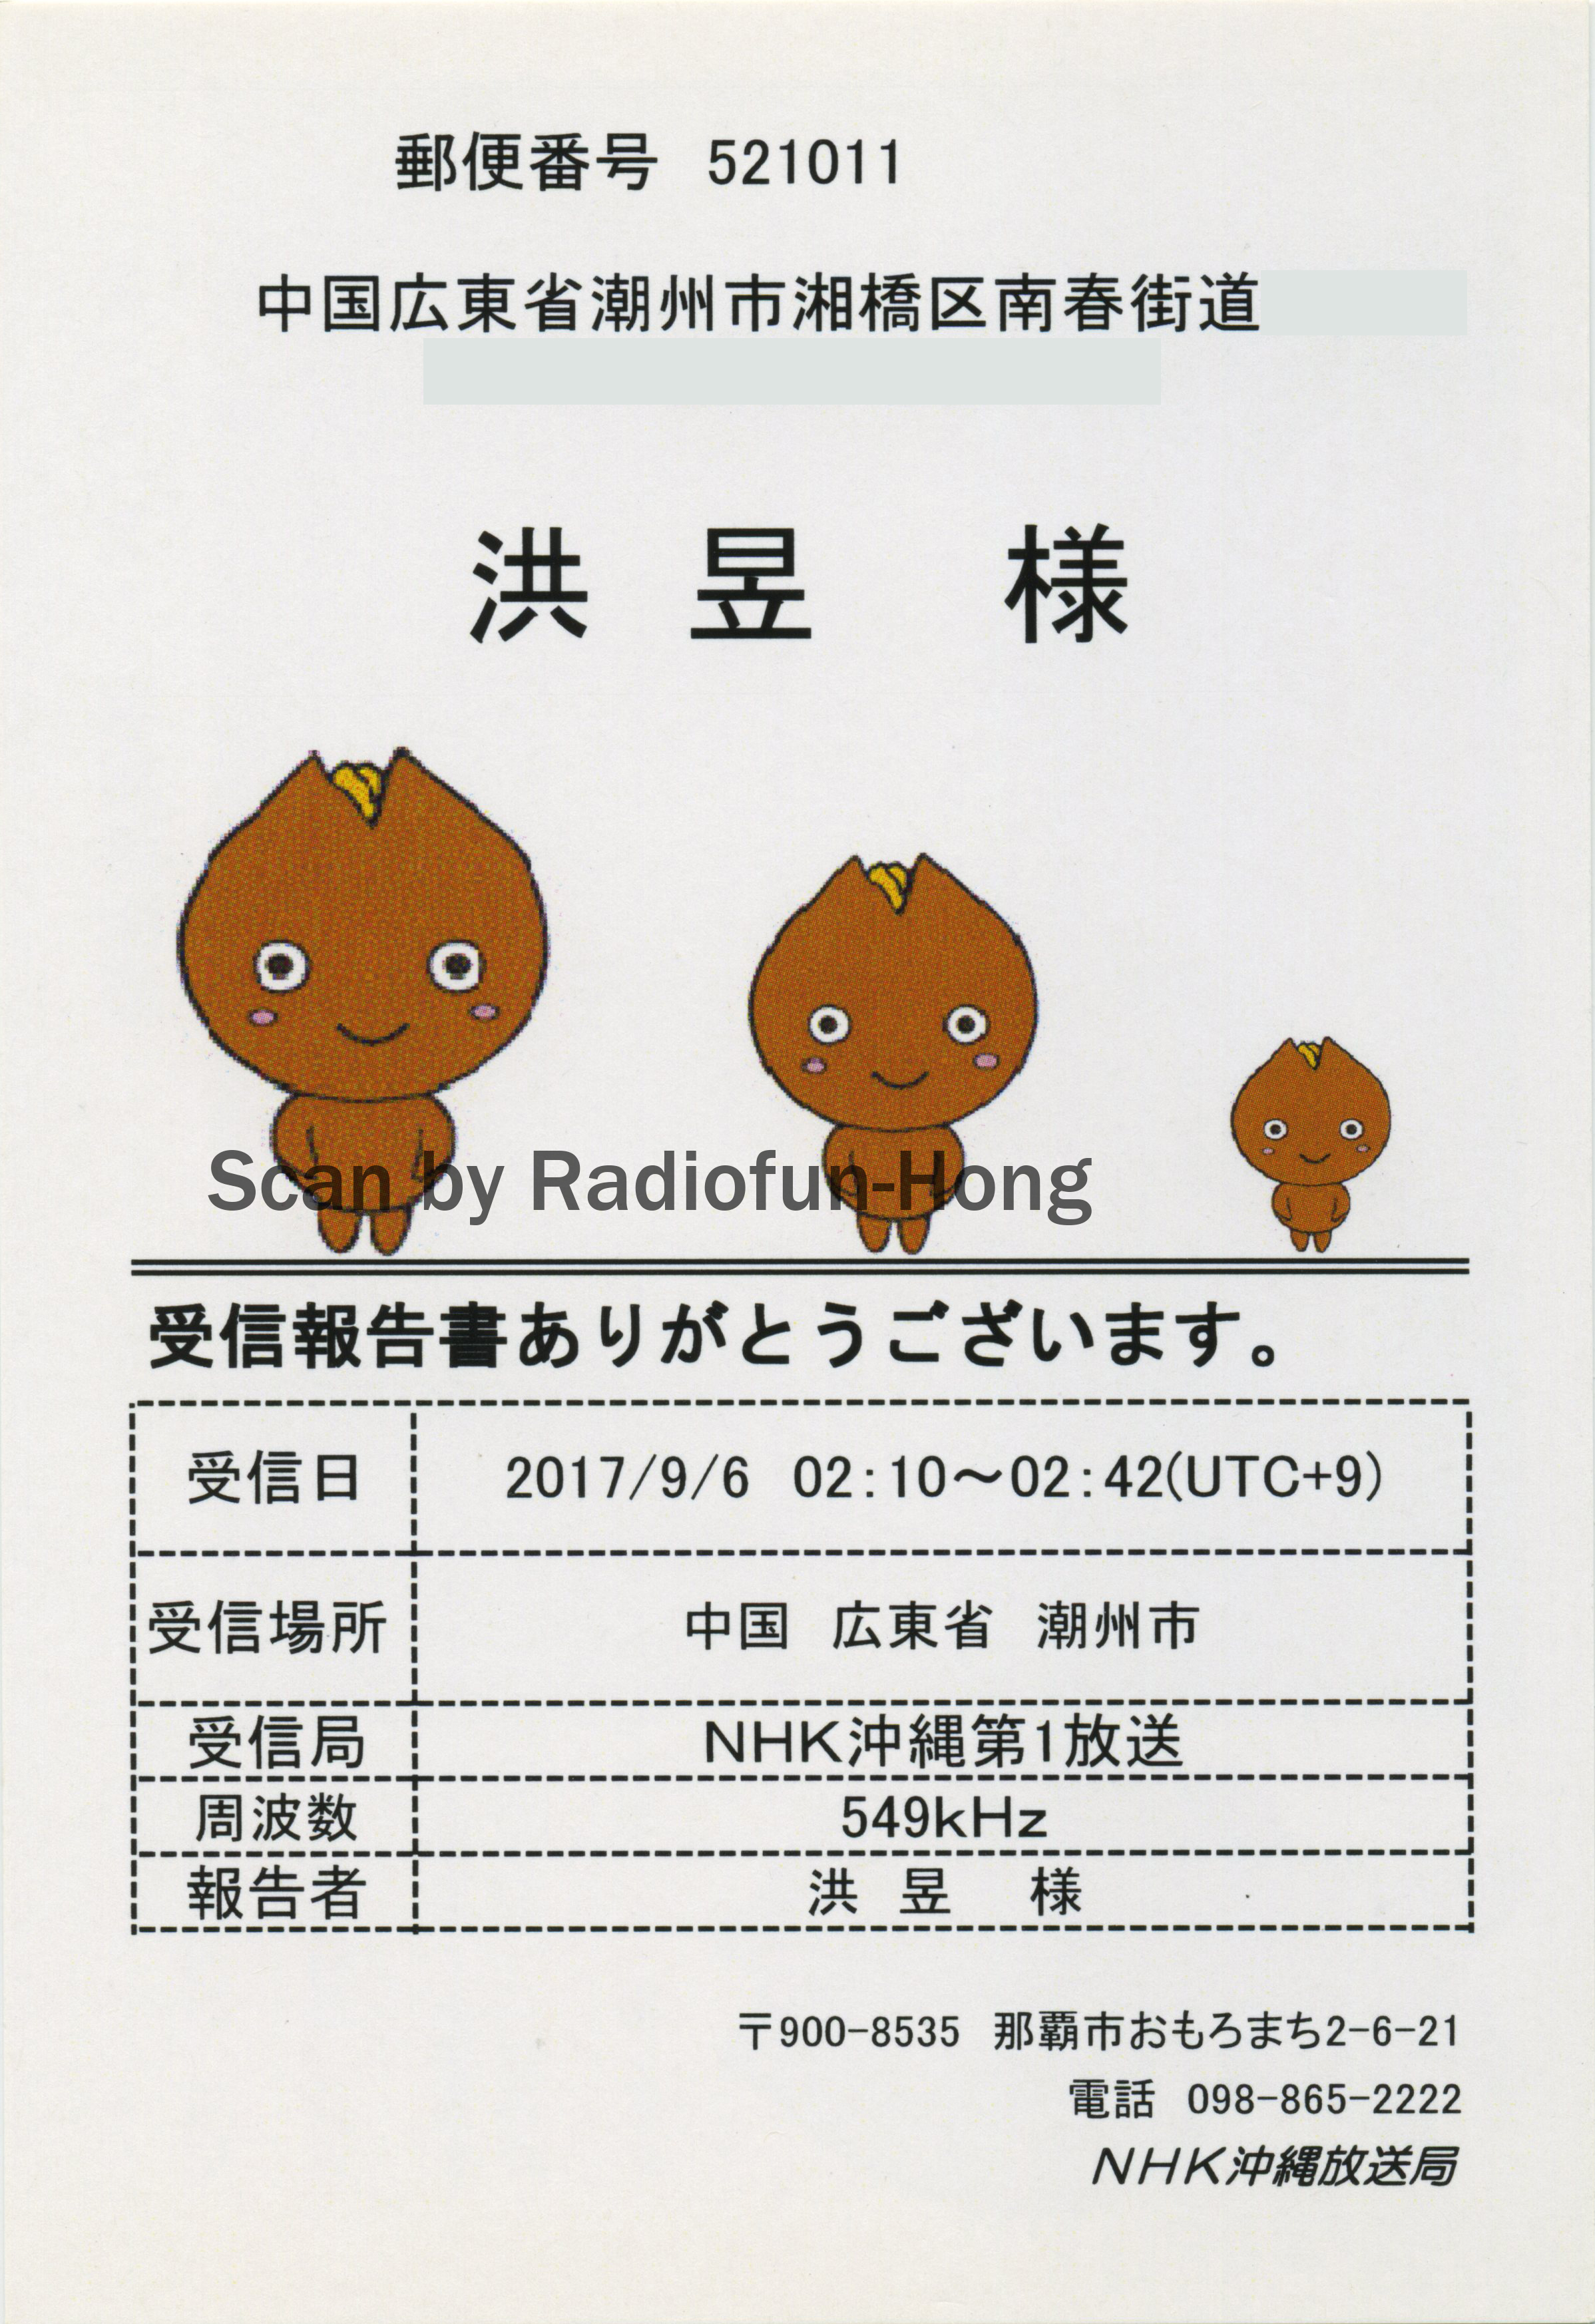 郵便番号 521011
中国広東省潮州市湘橋区南春街道
洪 昱 様
Scan by Radiofun-Hong
受信報告書ありがとうございます。
受信日 2017/9/6 02:10～02:42(UTC+9)
受信場所 中国 広東省 潮州市
受信局 NHK沖縄第1放送
周波数 549kHz
報告者 洪 昱 様
〒900-8535 那覇市おもろまち2-6-21
電話 098-865-2222
NHK沖縄放送局